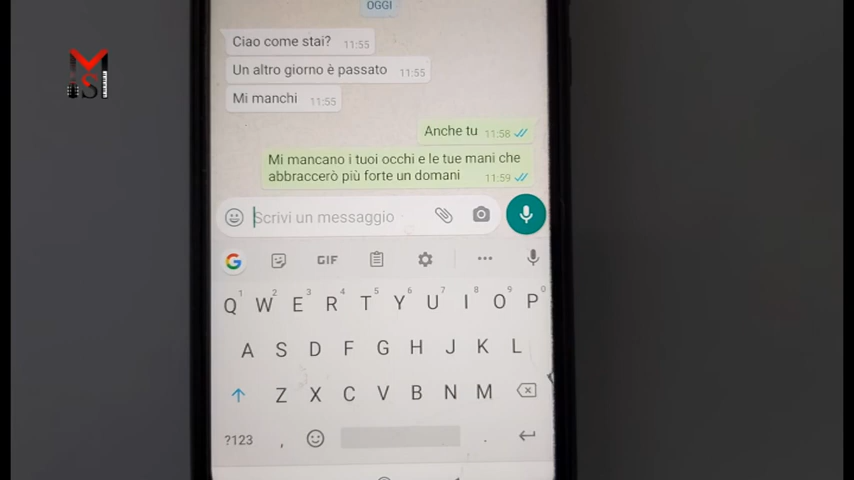 OGGI
Ciao come stai? 11:55
Un altro giorno è passato 11:55
Mi manchi 11:55
Anche tu 11:58
Mi mancano i tuoi occhi e le tue mani che
abbraccerò più forte un domani 11:59
Scrivi un messaggio
G GIF
1 2 3 4 5 6 7 8 9 0
Q W E R T Y U I O P
A S D F G H J K L
Z X C V B N M
?123 , .
MSI